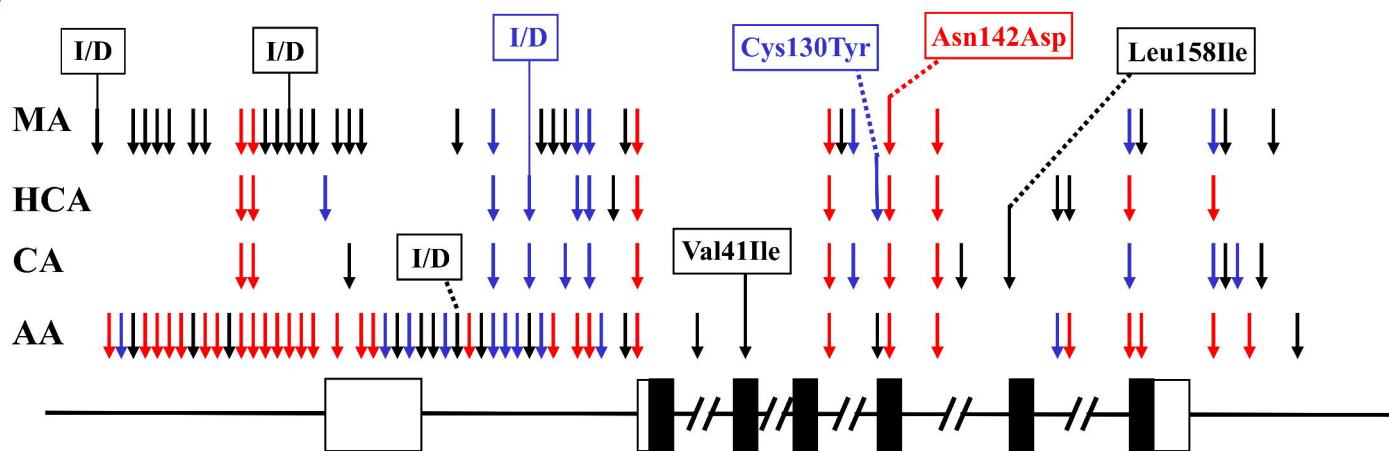 I/D
I/D
I/D
Cys130Tyr
Asn142Asp
Leu158Ile
MA
HCA
CA
I/D
Val41Ile
AA